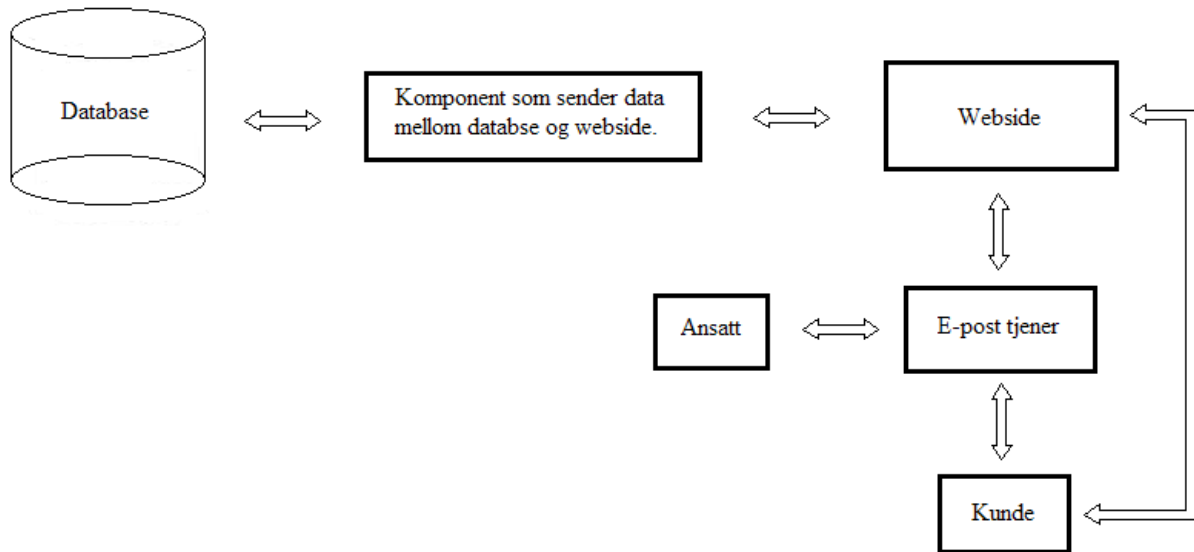 Database
Komponent som sender data
mellom databse og webside.
Webside
Ansatt
E-post tjener
Kunde